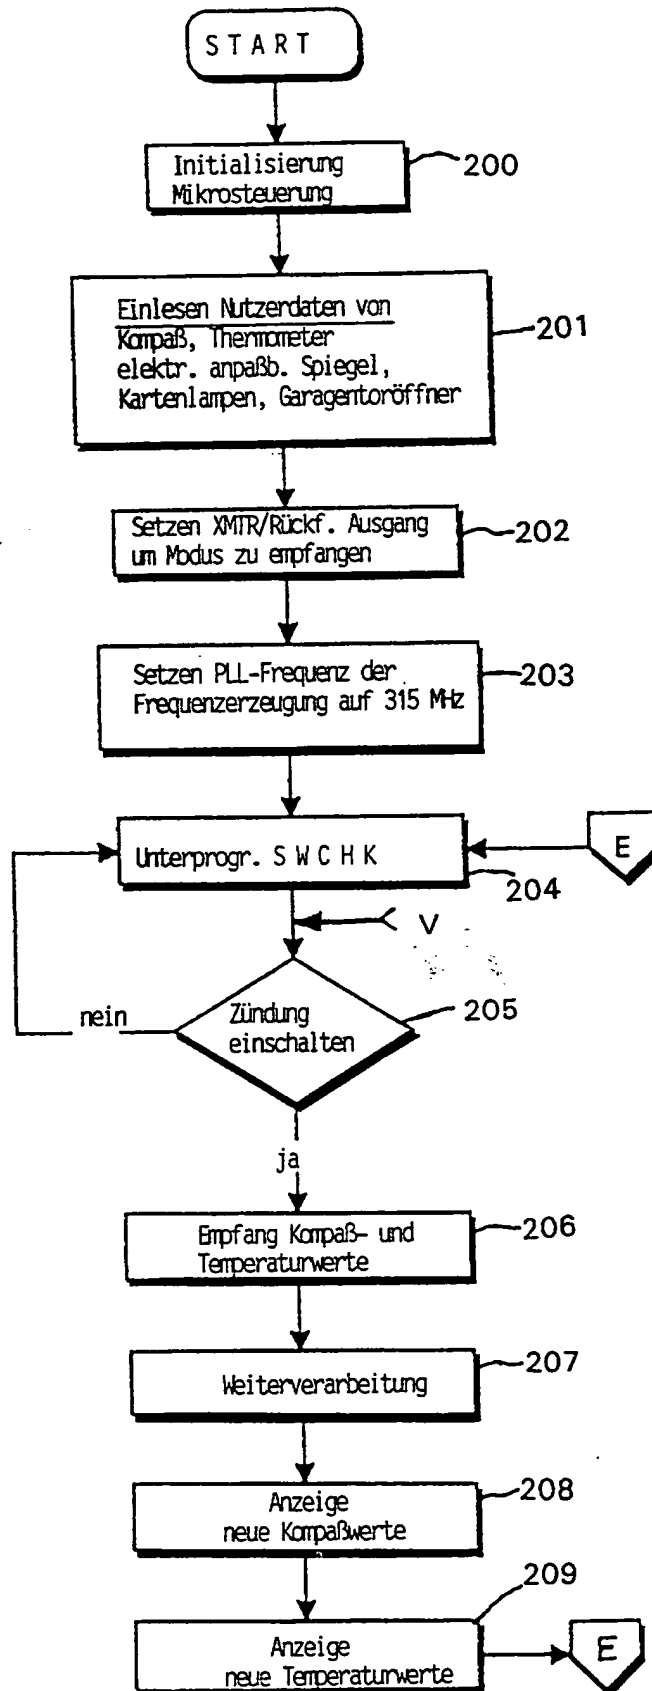 START
Initialisierung
Mikrosteuerung
200
Einlesen Nutzerdaten von
Kompaß, Thermometer
elektr. anpaßb. Spiegel,
Kartenlampen, Garagentoröffner
201
Setzen XMTR/Rückf. Ausgang
um Modus zu empfangen
202
Setzen PLL-Frequenz der
Frequenzerzeugung auf 315 MHz
203
Unterprogr. SWCHK
E
204
V
nein
Zündung
einschalten
205
ja
Empfang Kompaß- und
Temperaturwerte
206
Weiterverarbeitung
207
Anzeige
neue Kompaßwerte
208
209
Anzeige
neue Temperaturwerte
E